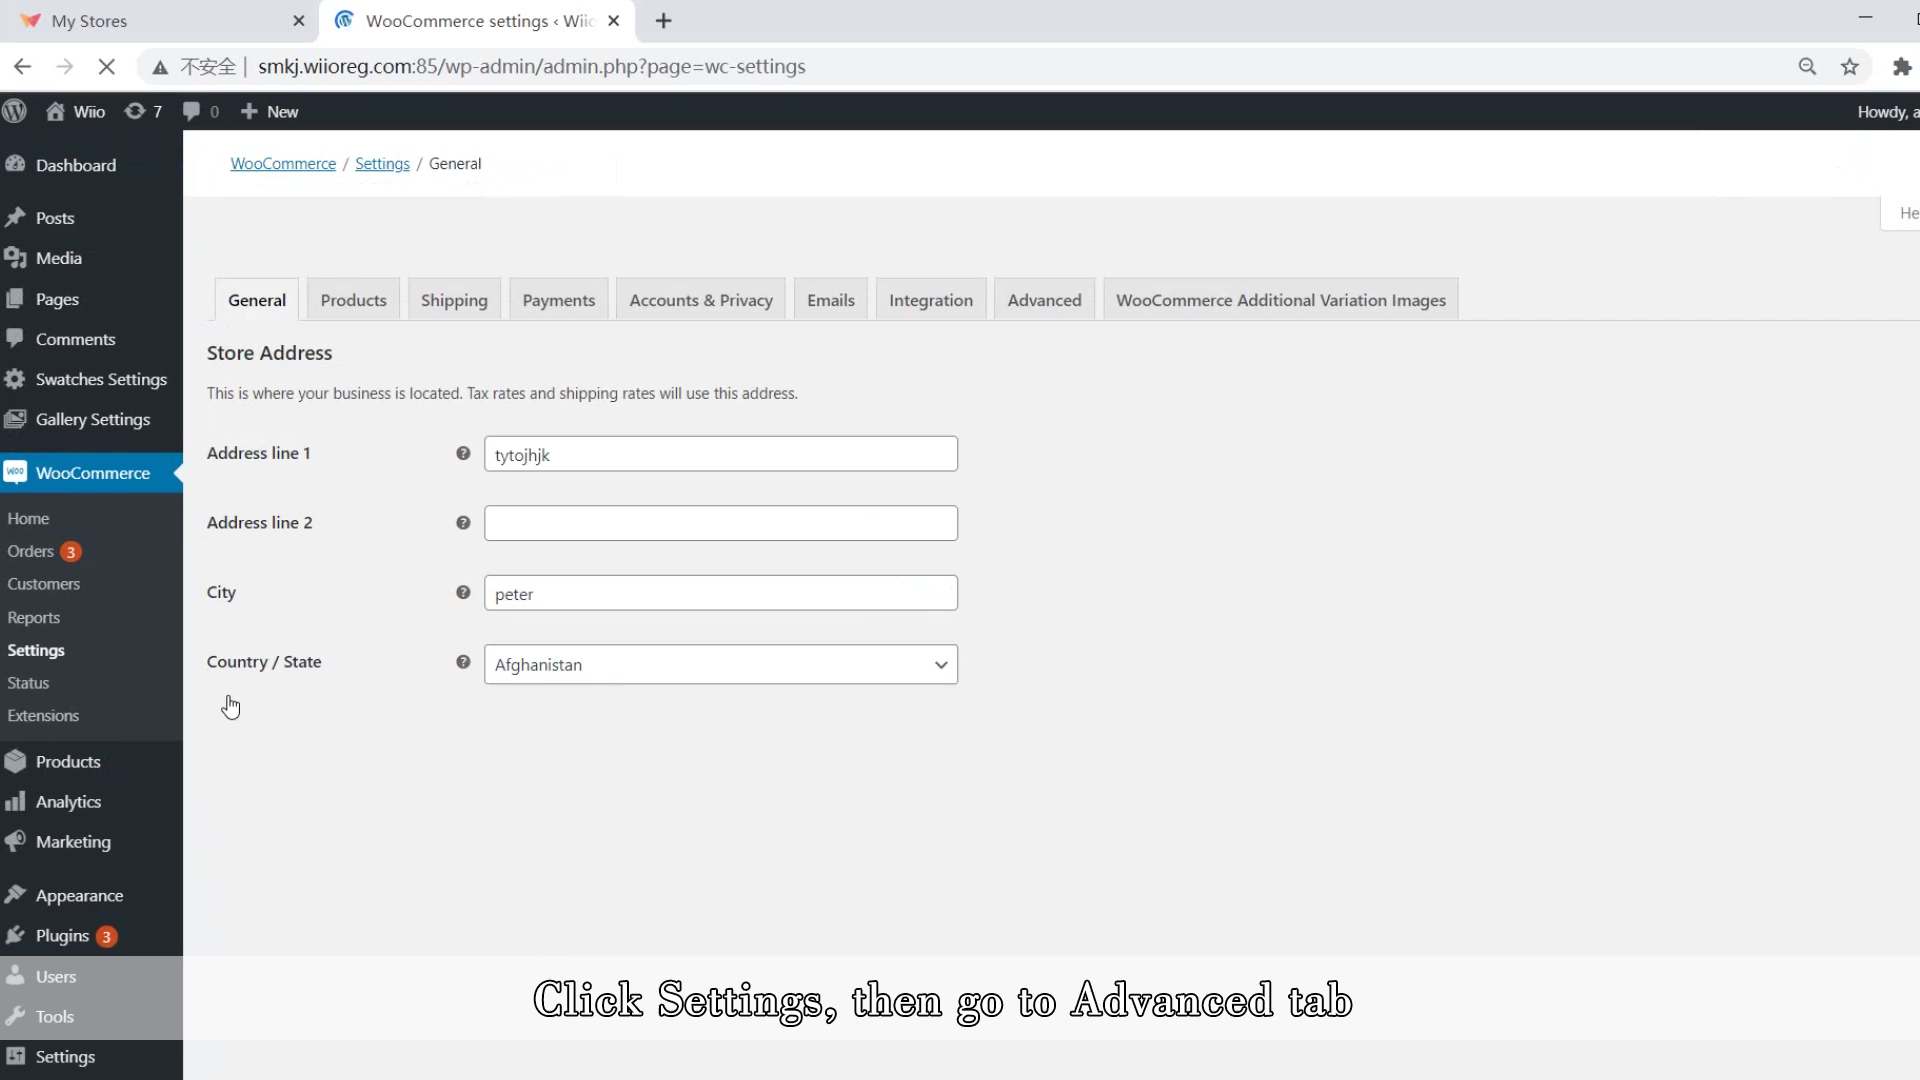 My Stores
WooCommerce settings ‹ Wiio
不安全 smkj.wiioreg.com:85/wp-admin/admin.php?page=wc-settings
Wiio 7 0 New Howdy, a
Dashboard
Posts
Media
Pages
Comments
Swatches Settings
Gallery Settings
WooCommerce
Home
Orders 3
Customers
Reports
Settings
Status
Extensions
Products
Analytics
Marketing
Appearance
Plugins 3
Users
Tools
Settings
WooCommerce / Settings / General
He
General Products Shipping Payments Accounts & Privacy Emails Integration Advanced WooCommerce Additional Variation Images
Store Address
This is where your business is located. Tax rates and shipping rates will use this address.
Address line 1 tytojhjk
Address line 2
City peter
Country / State Afghanistan
Click Settings, then go to Advanced tab